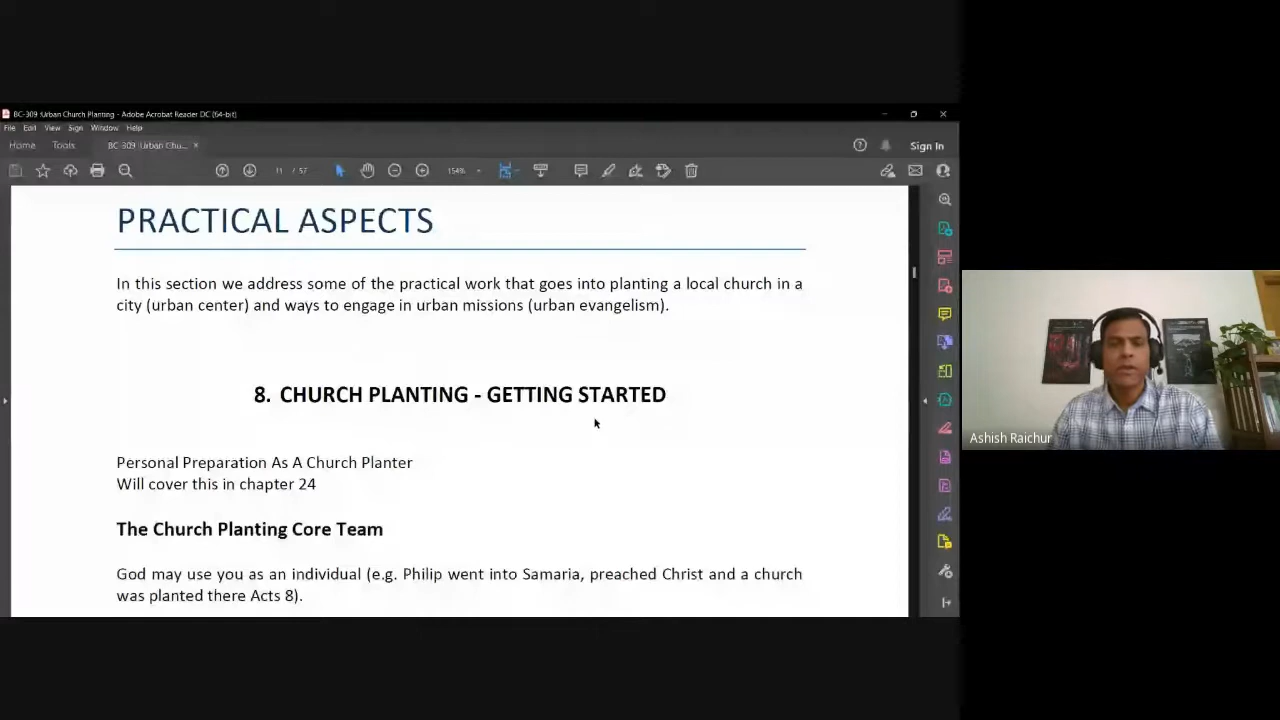 BC-309 :Urban Church Planting - Adobe Acrobat Reader DC (64-bit)
File Edit View Sign Window Help
Home Tools BC-309 :Urban Chu... × Sign In
11 / 57 154%
PRACTICAL ASPECTS
In this section we address some of the practical work that goes into planting a local church in a
city (urban center) and ways to engage in urban missions (urban evangelism).
8. CHURCH PLANTING - GETTING STARTED
Personal Preparation As A Church Planter
Will cover this in chapter 24
The Church Planting Core Team
God may use you as an individual (e.g. Philip went into Samaria, preached Christ and a church
was planted there Acts 8).
Ashish Raichur